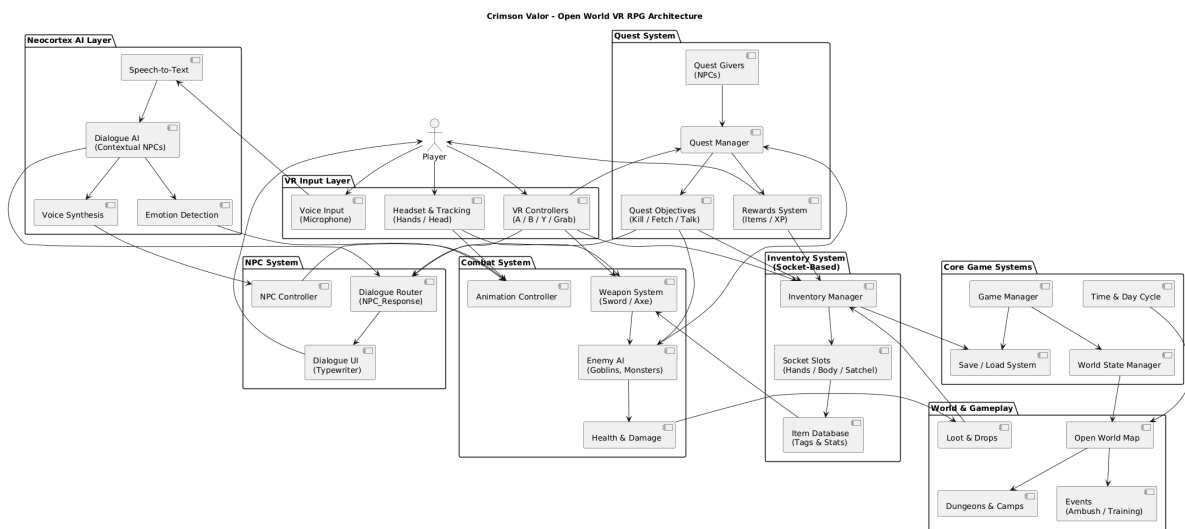 Crimson Valor - Open World VR RPG Architecture
Neocortex AI Layer
Speech-to-Text
Dialogue AI
(Contextual NPCs)
Voice Synthesis
Emotion Detection
Player
VR Input Layer
Voice Input
(Microphone)
Headset & Tracking
(Hands / Head)
VR Controllers
(A / B / Y / Grab)
Quest System
Quest Givers
(NPCs)
Quest Manager
Quest Objectives
(Kill / Fetch / Talk)
Rewards System
(Items / XP)
NPC System
NPC Controller
Dialogue Router
(NPC_Response)
Dialogue UI
(Typewriter)
Combat System
Animation Controller
Weapon System
(Sword / Axe)
Enemy AI
(Goblins, Monsters)
Health & Damage
Inventory System
(Socket-Based)
Inventory Manager
Socket Slots
(Hands / Body / Satchel)
Item Database
(Tags & Stats)
Core Game Systems
Game Manager
Time & Day Cycle
Save / Load System
World State Manager
World & Gameplay
Loot & Drops
Open World Map
Dungeons & Camps
Events
(Ambush / Training)